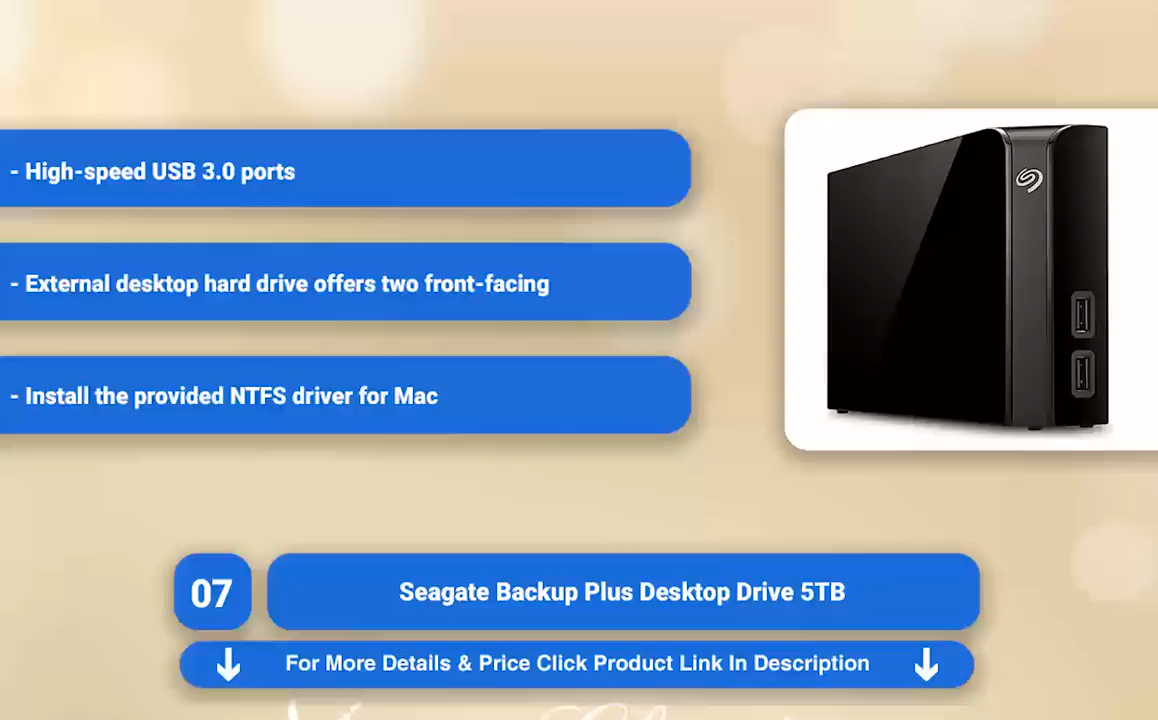 - High-speed USB 3.0 ports
- External desktop hard drive offers two front-facing
- Install the provided NTFS driver for Mac
07
Seagate Backup Plus Desktop Drive 5TB
For More Details & Price Click Product Link In Description